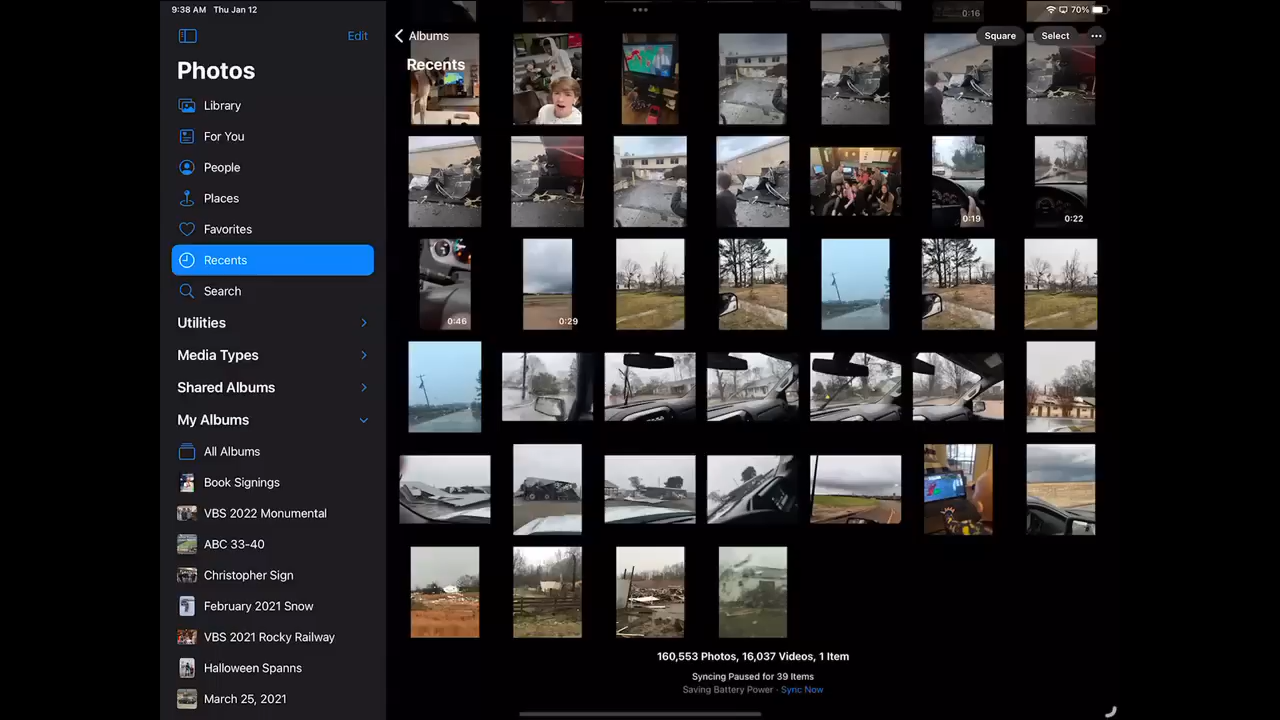 9:38 AM Thu Jan 12
70%
Edit
Photos
Library
For You
People
Places
Favorites
Recents
Search
Utilities
Media Types
Shared Albums
My Albums
All Albums
Book Signings
VBS 2022 Monumental
ABC 33-40
Christopher Sign
February 2021 Snow
VBS 2021 Rocky Railway
Halloween Spanns
March 25, 2021
Albums
Square
Select
Recents
0:16
0:19
0:22
0:46
0:29
160,553 Photos, 16,037 Videos, 1 Item
Syncing Paused for 39 Items
Saving Battery Power · Sync Now